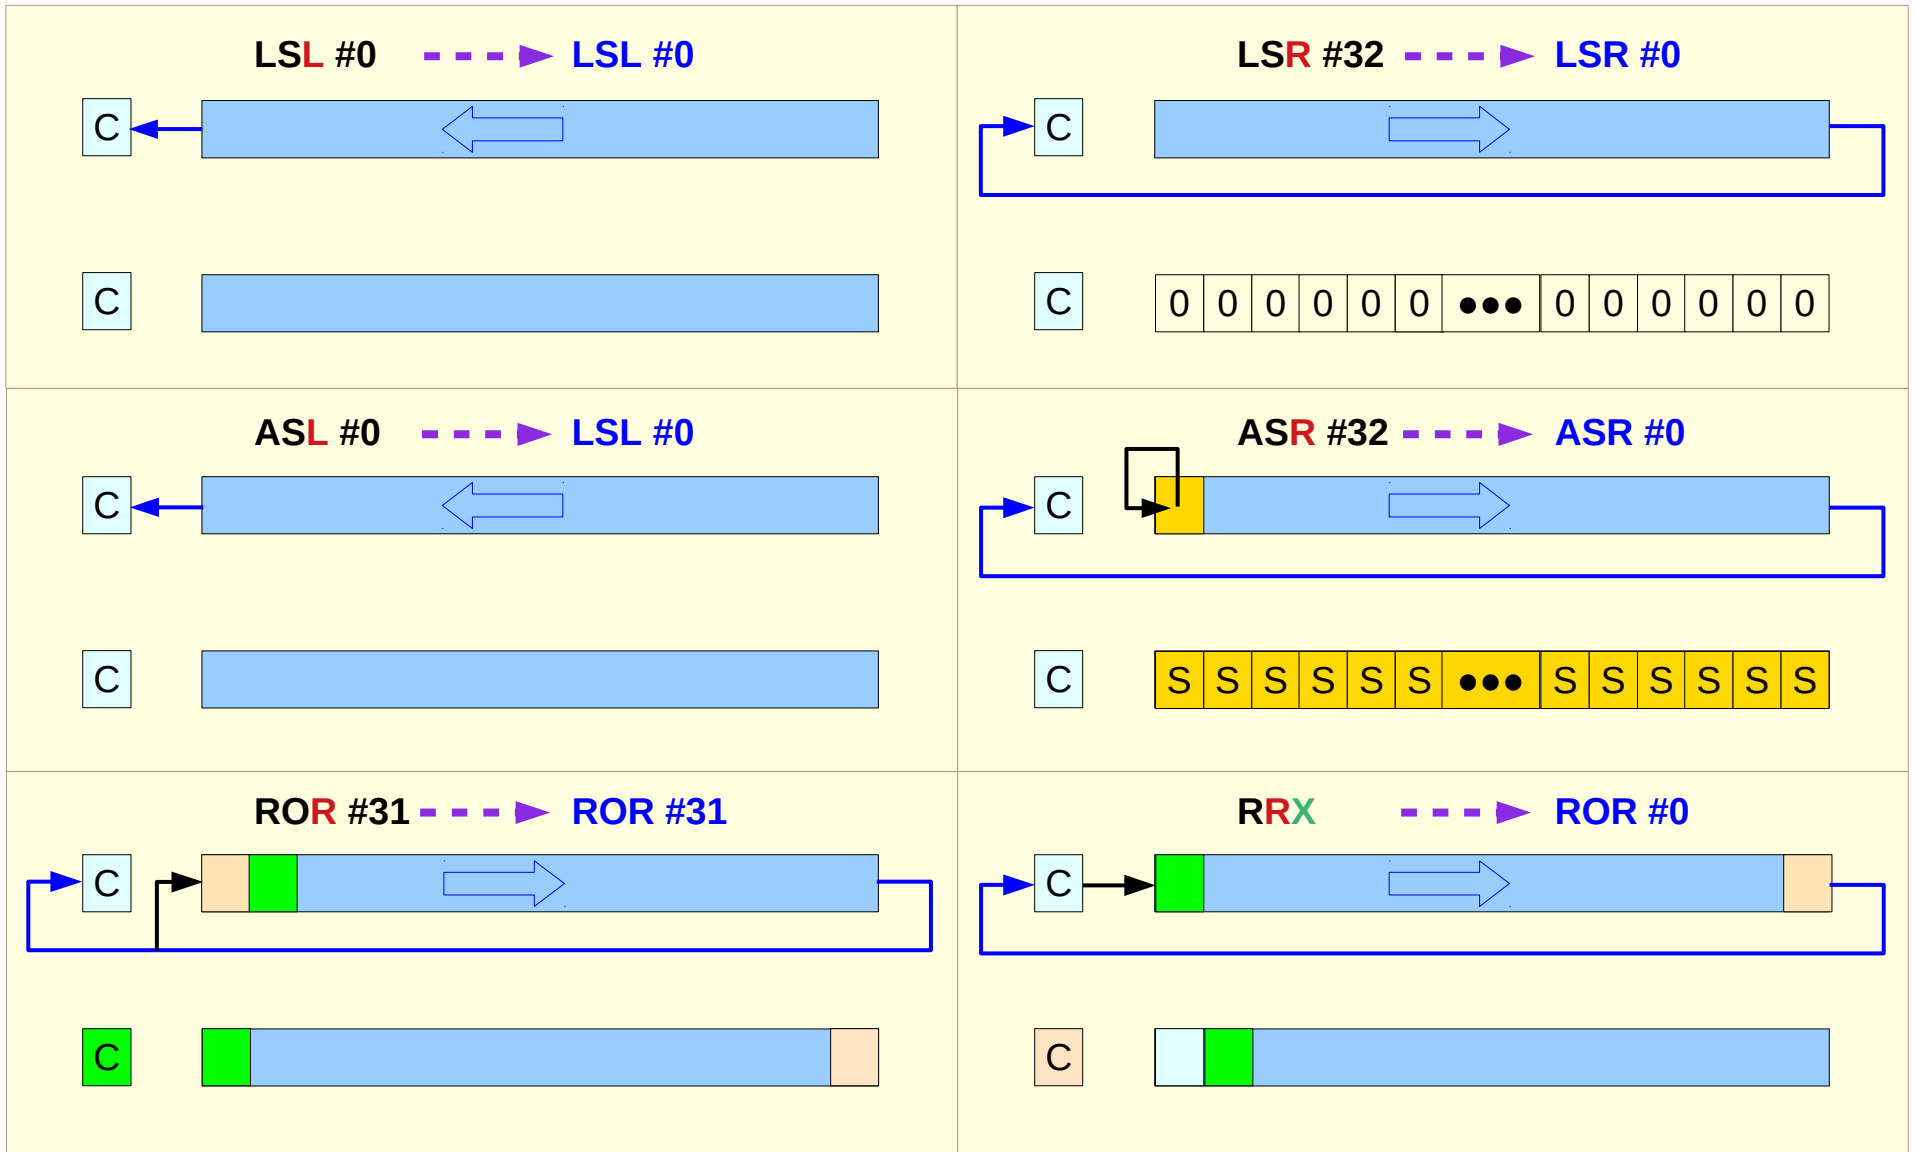 LSL #0 LSL #0
C
C
LSR #32 LSR #0
C
C 0 0 0 0 0 0 ●●● 0 0 0 0 0 0
ASL #0 LSL #0
C
C
ASR #32 ASR #0
C
C S S S S S S ●●● S S S S S S
ROR #31 ROR #31
C
C
RRX ROR #0
C
C